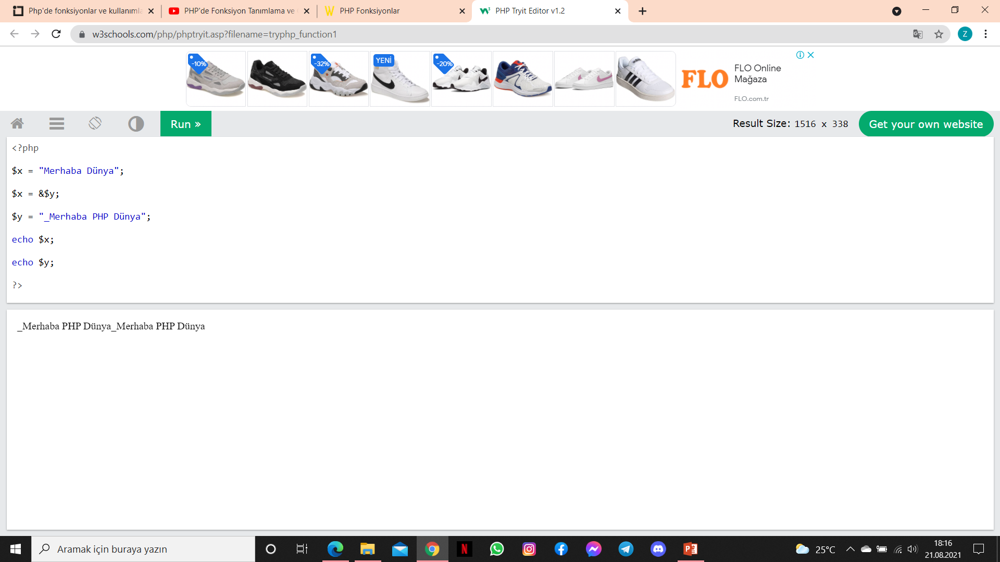 Php'de fonksiyonlar ve kullanımla
PHP'de Fonksiyon Tanımlama ve
PHP Fonksiyonlar
PHP Tryit Editor v1.2
w3schools.com/php/phptryit.asp?filename=tryphp_function1
Z
-10%
-32%
YENİ
-20%
adidas
FLO
FLO Online
Mağaza
FLO.com.tr
Run »
Result Size: 1516 x 338
Get your own website
<?php
$x = "Merhaba Dünya";
$x = &$y;
$y = "_Merhaba PHP Dünya";
echo $x;
echo $y;
?>
_Merhaba PHP Dünya_Merhaba PHP Dünya
Aramak için buraya yazın
25°C
18:16
21.08.2021